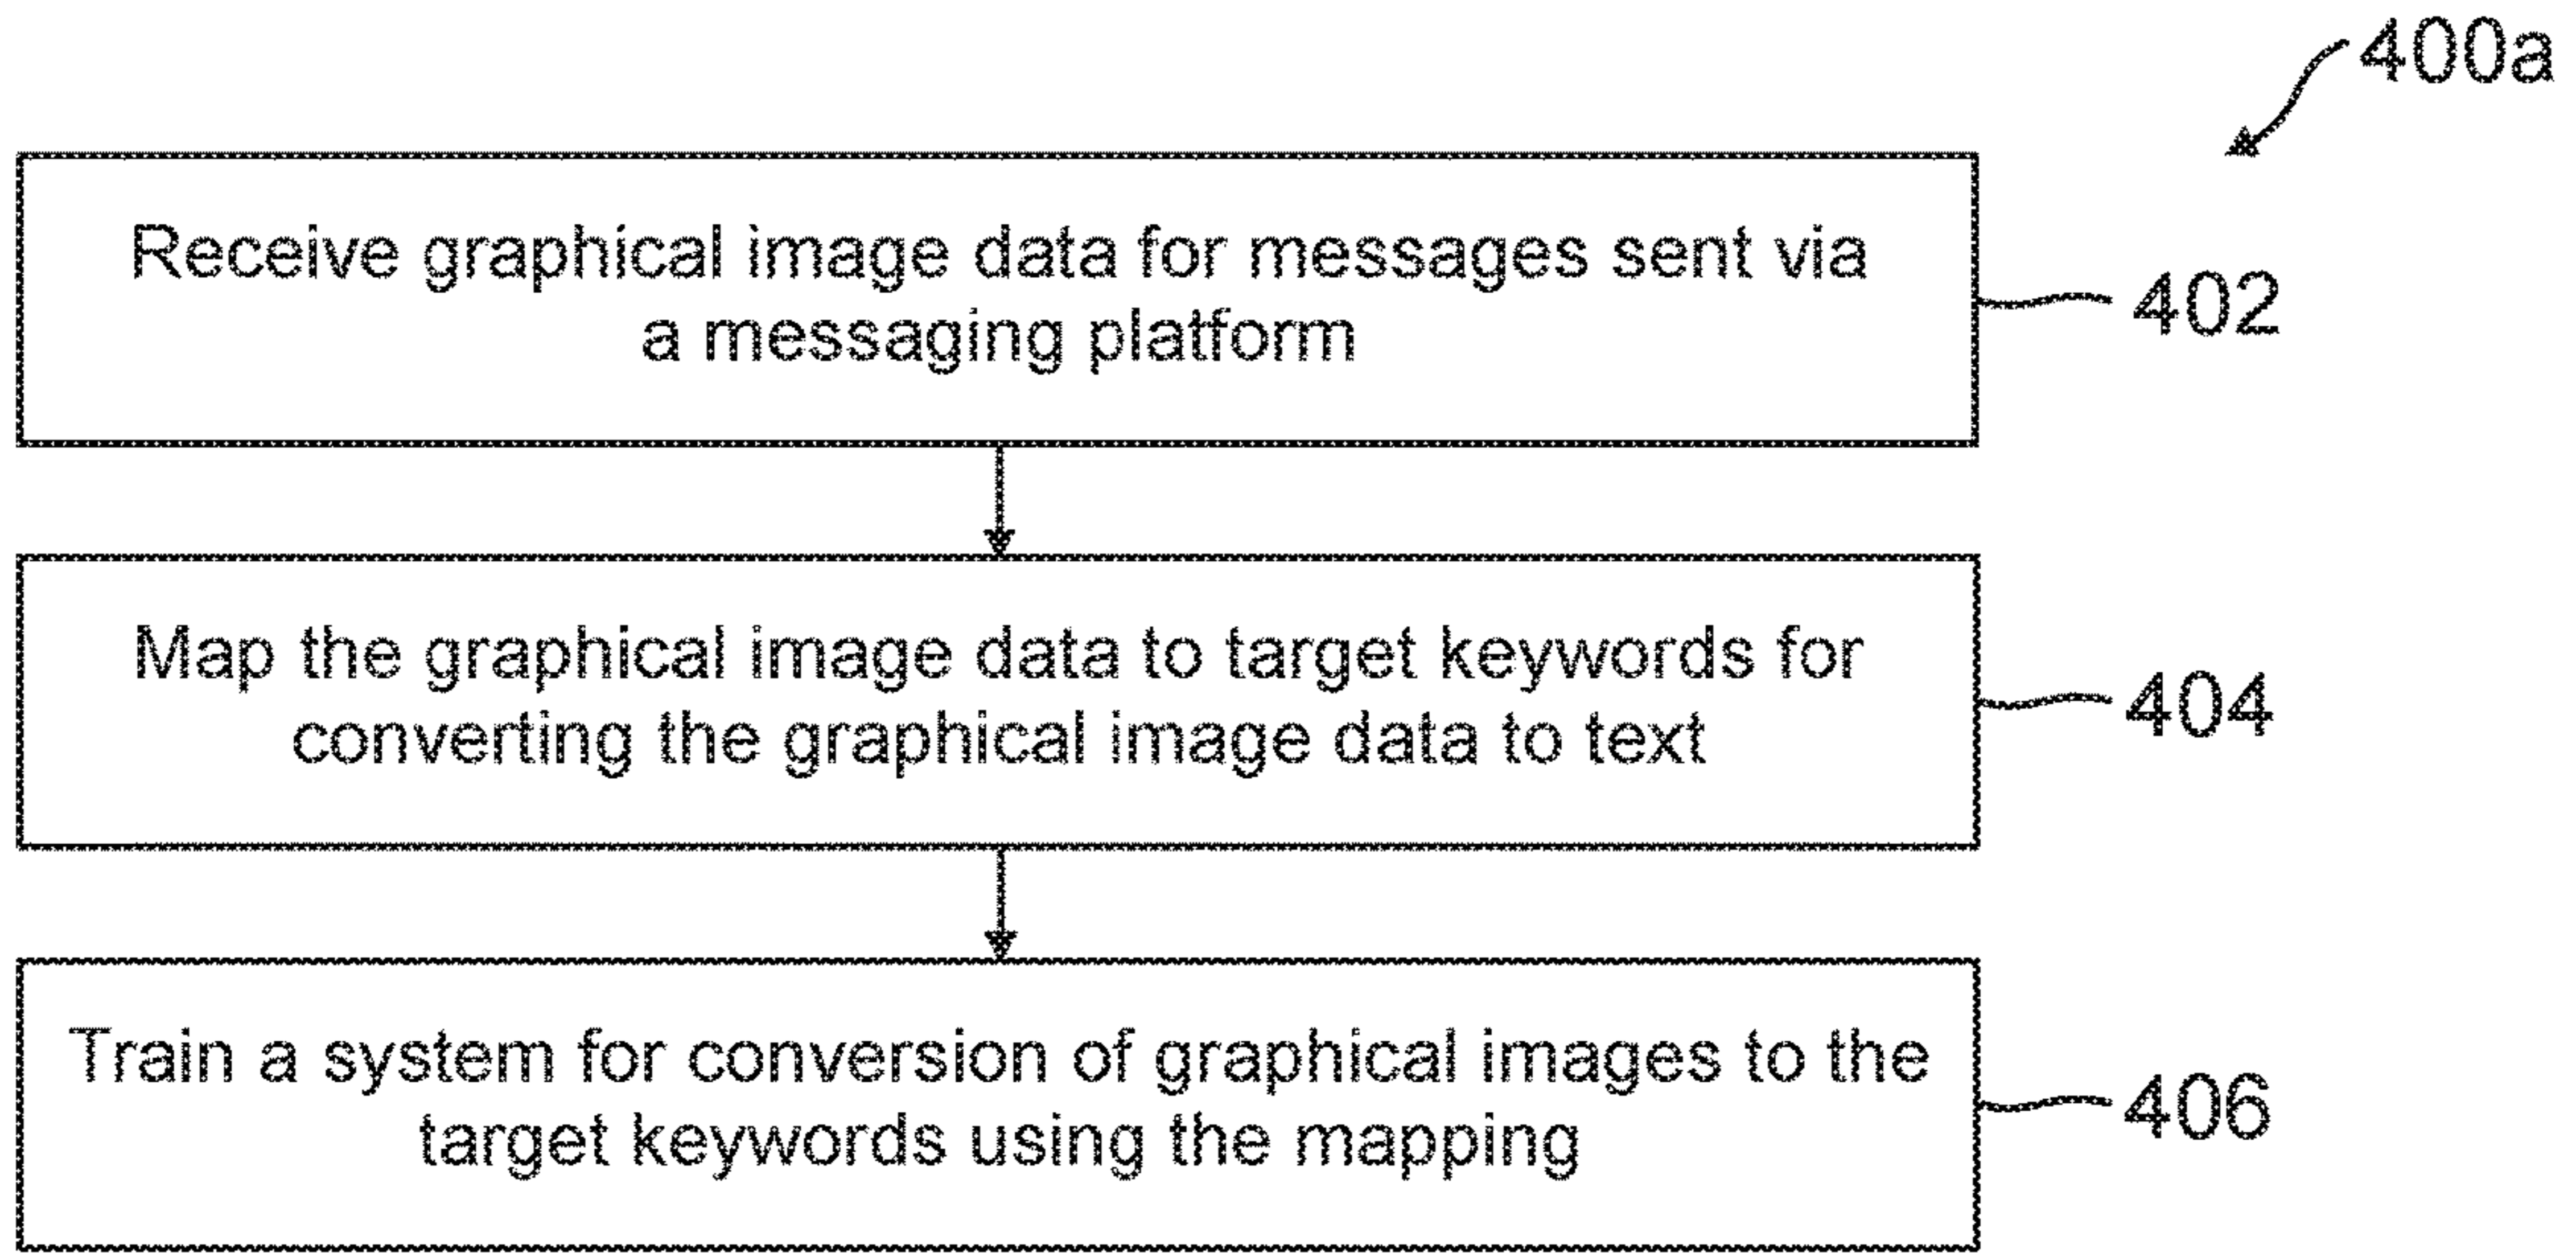 400a
Receive graphical image data for messages sent via
a messaging platform
402
Map the graphical image data to target keywords for
converting the graphical image data to text
404
Train a system for conversion of graphical images to the
target keywords using the mapping
406